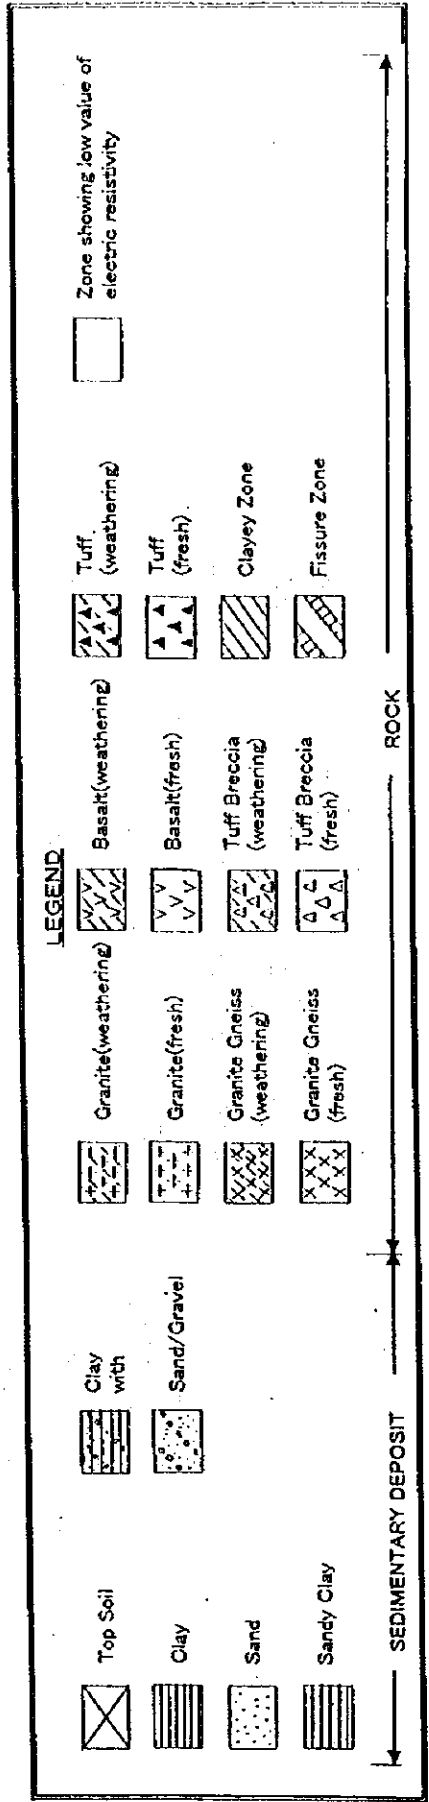 LEGEND
Top Soil
Clay
Sand
Sandy Clay
Clay
with
Sand/Gravel
Granite(weathering)
Granite(fresh)
Granite Gneiss
(weathering)
Granite Gneiss
(fresh)
Basalt(weathering)
Basalt(fresh)
Tuff Breccia
(weathering)
Tuff Breccia
(fresh)
Tuff
(weathering)
Tuff
(fresh)
Clayey Zone
Fissure Zone
Zone showing low value of
electric resistivity
SEDIMENTARY DEPOSIT
ROCK